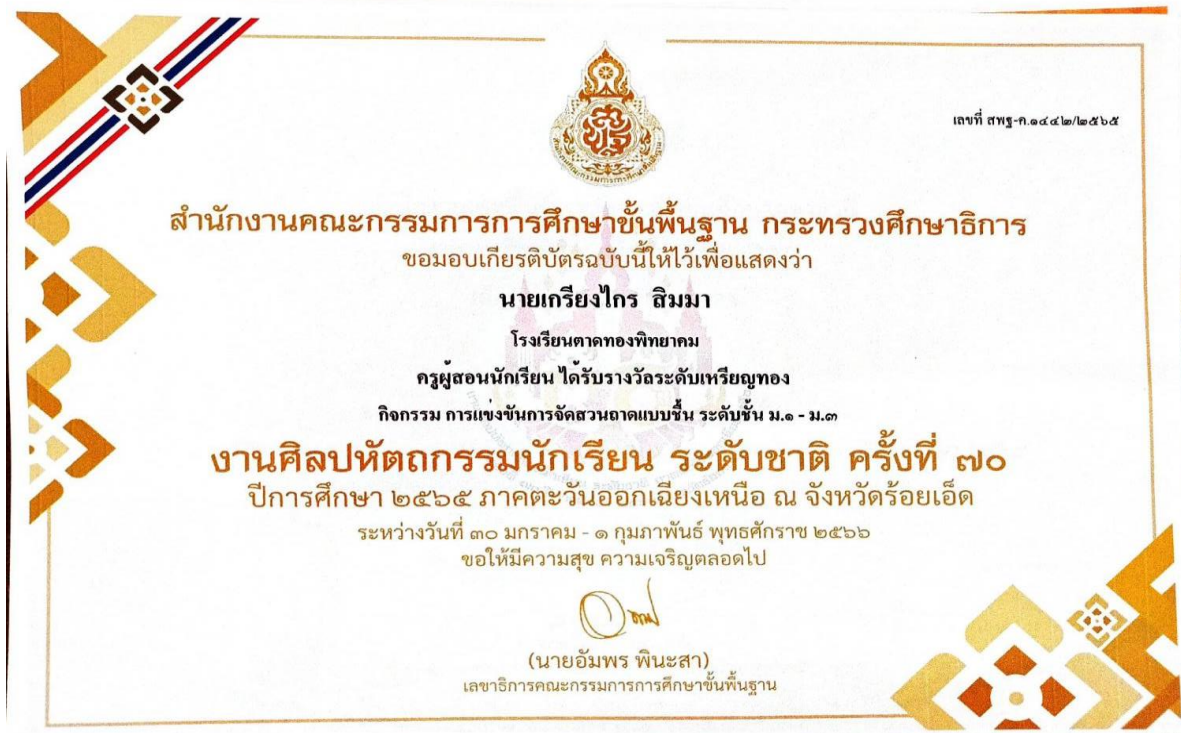 เลขที่ สพฐ-ค.๑๔๔๒/๒๕๖๕
สำนักงานคณะกรรมการการศึกษาขั้นพื้นฐาน กระทรวงศึกษาธิการ
ขอมอบเกียรติบัตรฉบับนี้ให้ไว้เพื่อแสดงว่า
นายเกรียงไกร สิมมา
โรงเรียนตาดทองพิทยาคม
ครูผู้สอนนักเรียน ได้รับรางวัลระดับเหรียญทอง
กิจกรรม การแข่งขันการจัดสวนถาดแบบชื้น ระดับชั้น ม.๑ - ม.๓
งานศิลปหัตถกรรมนักเรียน ระดับชาติ ครั้งที่ ๗๐
ปีการศึกษา ๒๕๖๕ ภาคตะวันออกเฉียงเหนือ ณ จังหวัดร้อยเอ็ด
ระหว่างวันที่ ๓๐ มกราคม - ๑ กุมภาพันธ์ พุทธศักราช ๒๕๖๖
ขอให้มีความสุข ความเจริญตลอดไป
(นายอัมพร พินะสา)
เลขาธิการคณะกรรมการการศึกษาขั้นพื้นฐาน